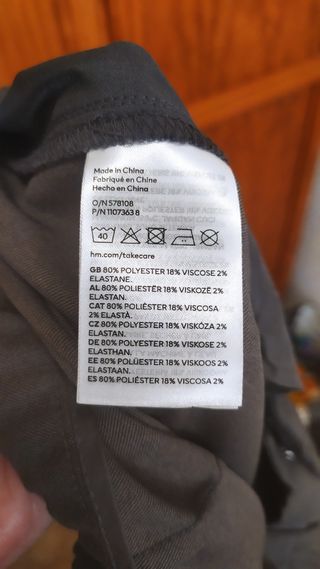 Made in China
Fabriqué en Chine
Hecho en China
O/N 578108
P/N 1107363 8
40
hm.com/takecare
GB 80% POLYESTER 18% VISCOSE 2%
ELASTANE.
AL 80% POLIESTËR 18% VISKOZË 2%
ELASTAN.
CAT 80% POLIÈSTER 18% VISCOSA
2% ELASTÀ.
CZ 80% POLYESTER 18% VISKÓZA 2%
ELASTAN.
DE 80% POLYESTER 18% VISKOSE 2%
ELASTHAN.
EE 80% POLÜESTER 18% VISKOOS 2%
ELASTAAN.
ES 80% POLIÉSTER 18% VISCOSA 2%